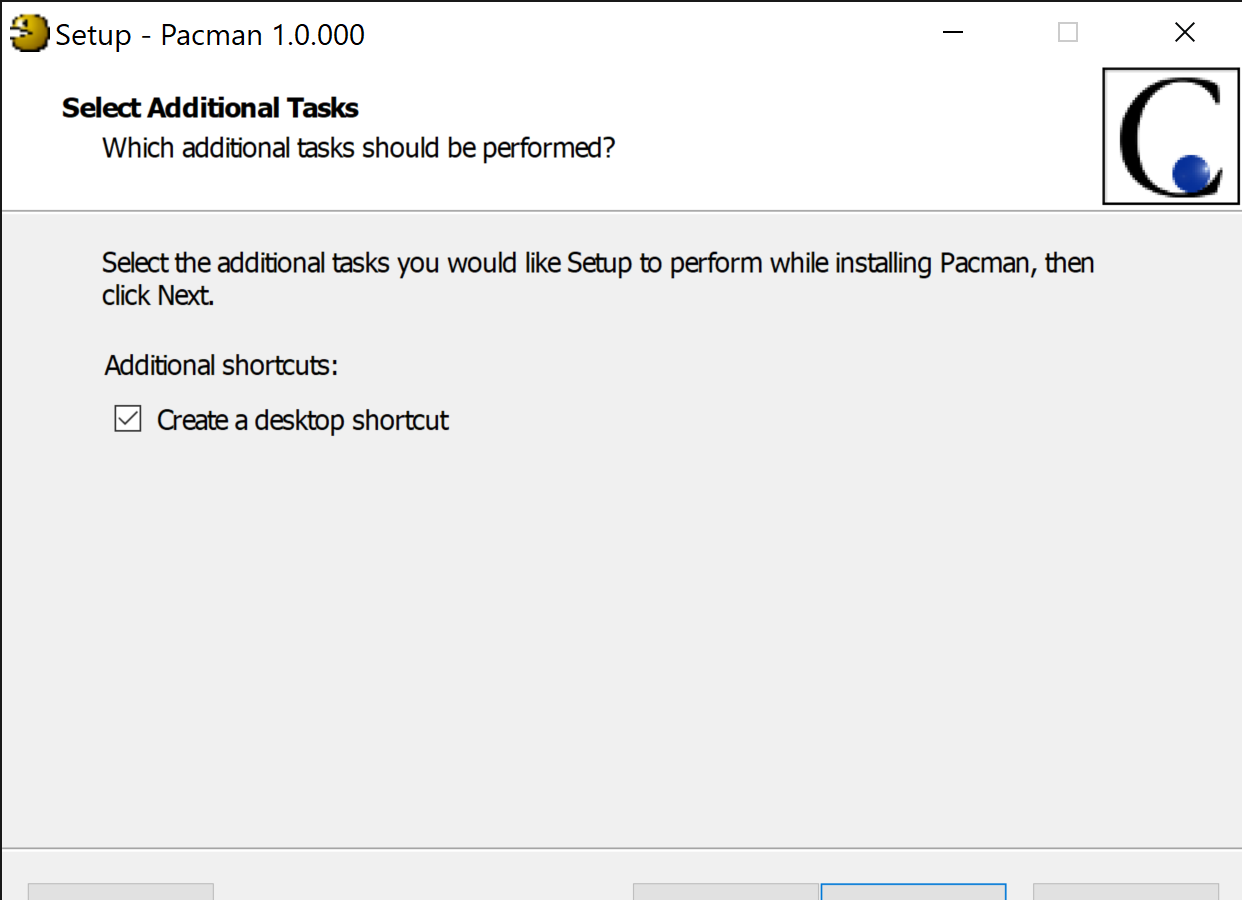 Setup - Pacman 1.0.000
Select Additional Tasks
Which additional tasks should be performed?
Select the additional tasks you would like Setup to perform while installing Pacman, then
click Next.
Additional shortcuts:
Create a desktop shortcut